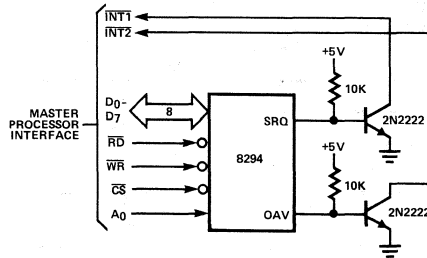 INT1
INT2
+5V
10K
D0-
D7
8
SRQ
2N2222
MASTER
PROCESSOR
INTERFACE
RD
WR
8294
+5V
CS
10K
A0
OAV
2N2222